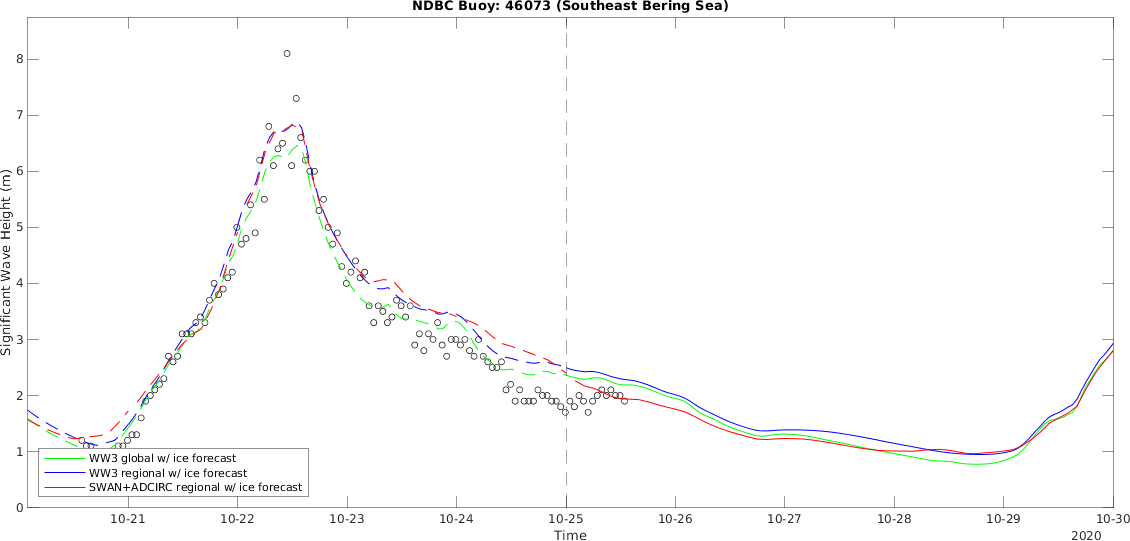 NDBC Buoy: 46073 (Southeast Bering Sea)
Significant Wave Height (m)
8
7
6
5
4
3
2
1
0
WW3 global w/ ice forecast
WW3 regional w/ ice forecast
SWAN+ADCIRC regional w/ ice forecast
10-21 10-22 10-23 10-24 10-25 10-26 10-27 10-28 10-29 10-30
Time
2020